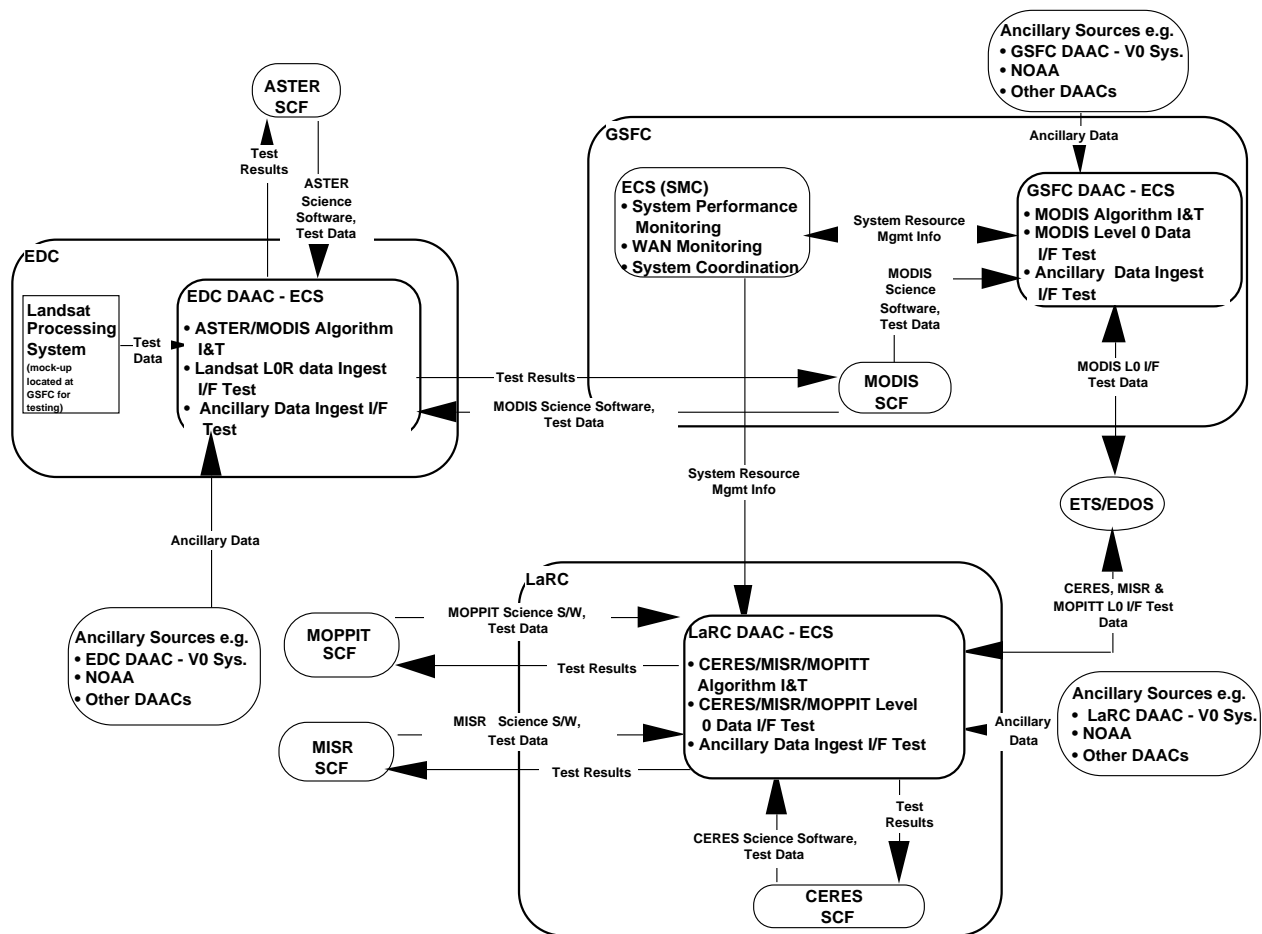 Ancillary Sources e.g.
• GSFC DAAC - V0 Sys.
• NOAA
• Other DAACs
ASTER
SCF
GSFC
Ancillary Data
Test
Results
ASTER
Science
Software,
Test Data
ECS (SMC)
• System Performance
Monitoring
• WAN Monitoring
• System Coordination
System Resource
Mgmt Info
GSFC DAAC - ECS
• MODIS Algorithm I&T
• MODIS Level 0 Data
I/F Test
• Ancillary Data Ingest
I/F Test
MODIS
Science
Software,
Test Data
EDC
Landsat
Processing
System
(mock-up
located at
GSFC for
testing)
Test
Data
EDC DAAC - ECS
• ASTER/MODIS Algorithm
I&T
• Landsat L0R data Ingest
I/F Test
• Ancillary Data Ingest I/F
Test
Test Results
MODIS Science Software,
Test Data
MODIS
SCF
MODIS L0 I/F
Test Data
System Resource
Mgmt Info
ETS/EDOS
Ancillary Data
CERES, MISR &
MOPITT L0 I/F Test
Data
LaRC
Ancillary Sources e.g.
• EDC DAAC - V0 Sys.
• NOAA
• Other DAACs
MOPPIT
SCF
MOPPIT Science S/W,
Test Data
Test Results
LaRC DAAC - ECS
• CERES/MISR/MOPITT
Algorithm I&T
• CERES/MISR/MOPPIT Level
0 Data I/F Test
• Ancillary Data Ingest I/F Test
Ancillary
Data
Ancillary Sources e.g.
• LaRC DAAC - V0 Sys.
• NOAA
• Other DAACs
MISR
SCF
MISR Science S/W,
Test Data
Test Results
CERES Science Software,
Test Data
Test
Results
CERES
SCF